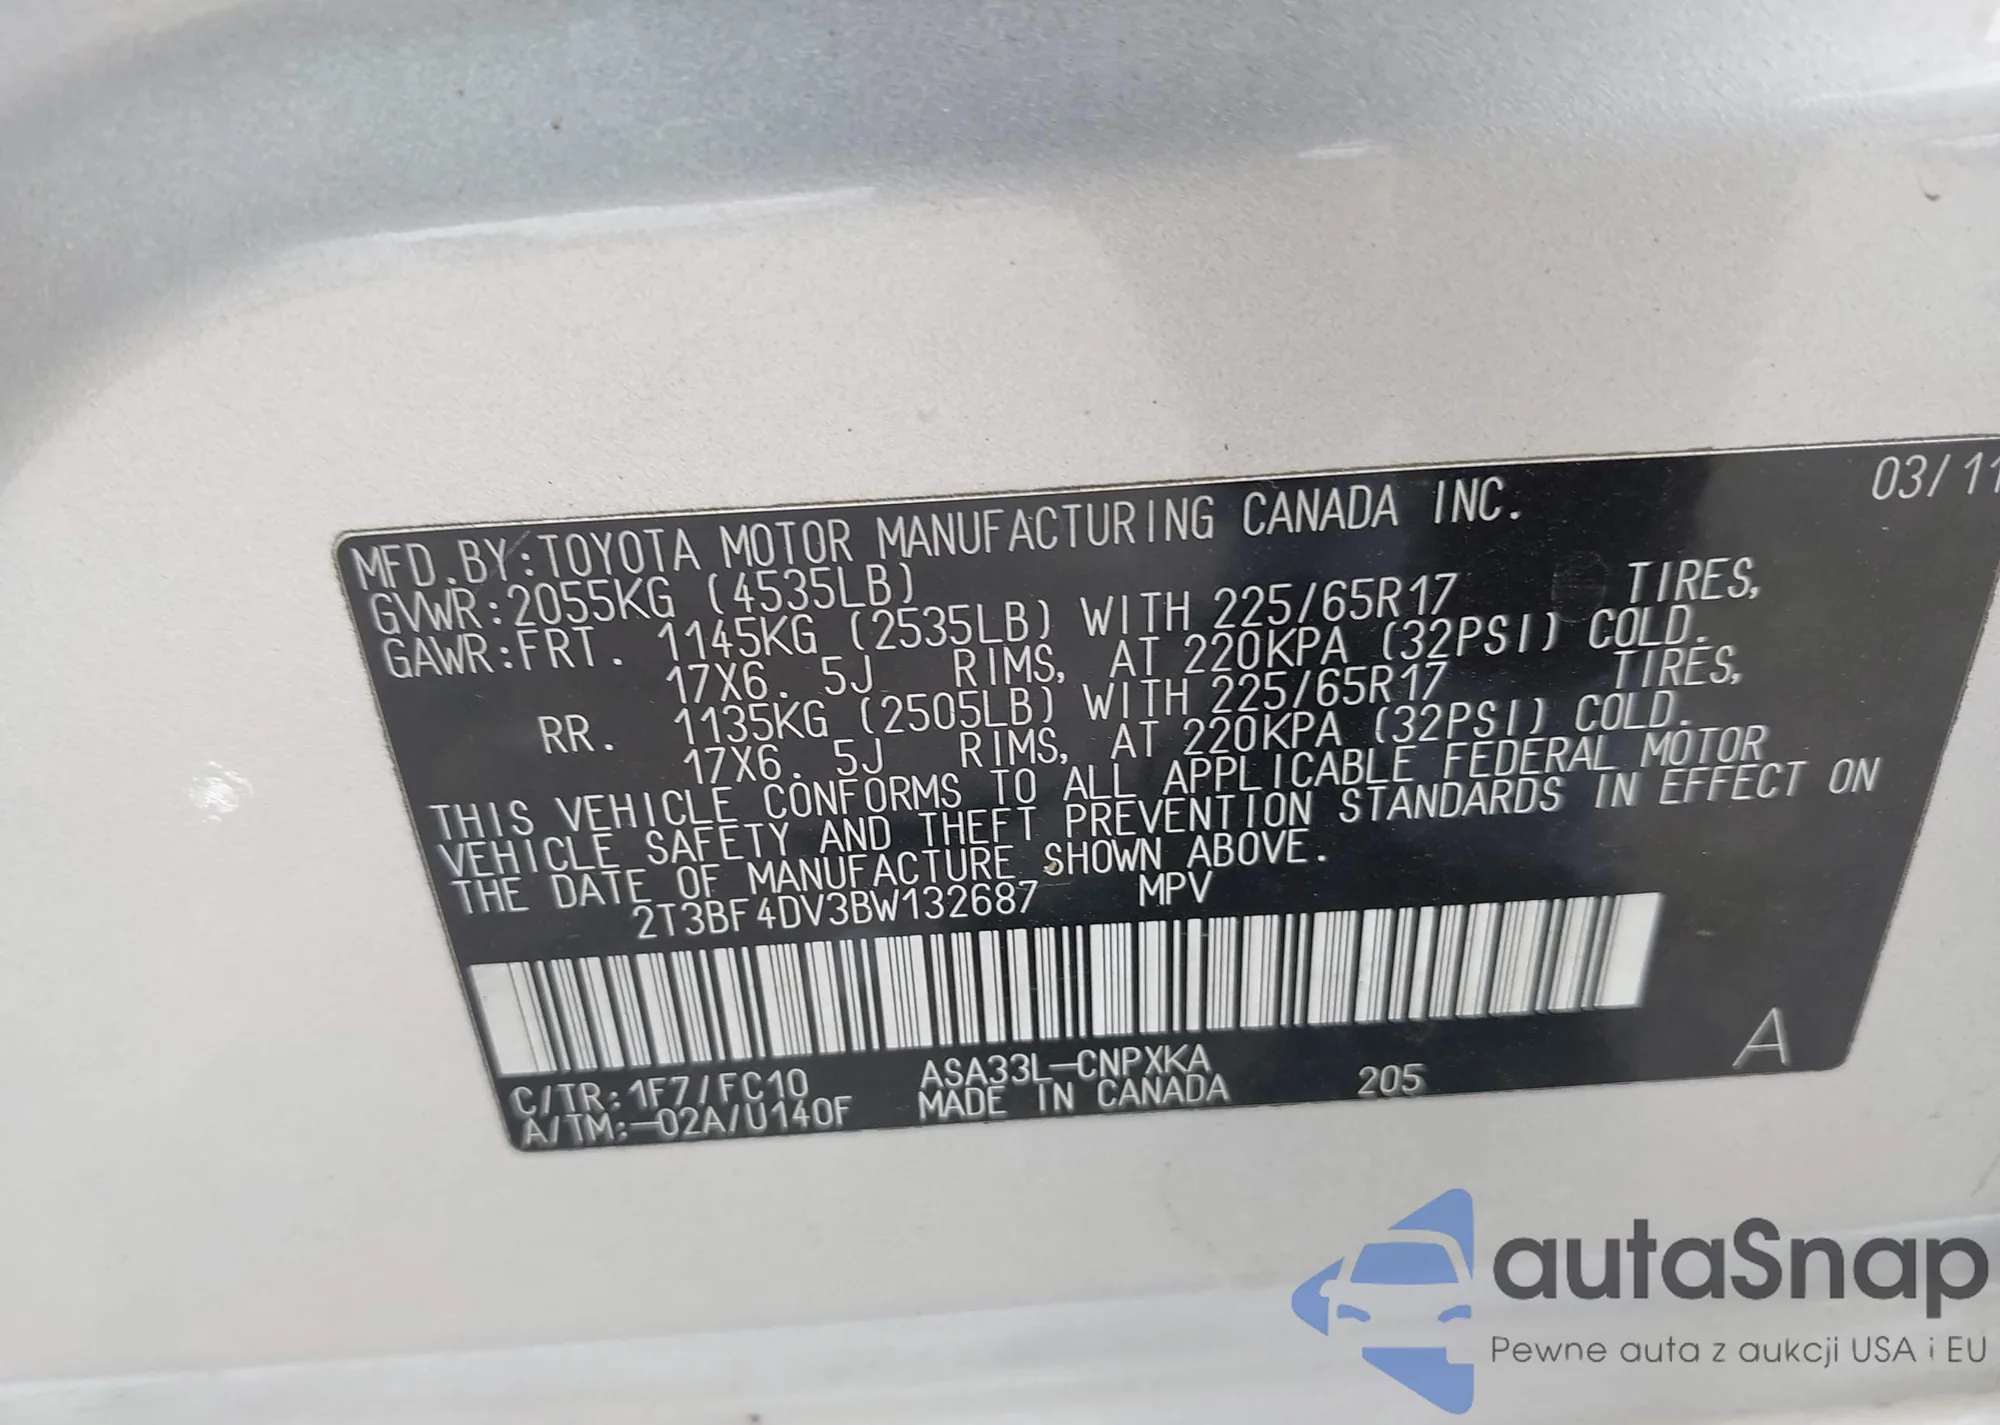 03/11
MFD.BY:TOYOTA MOTOR MANUFACTURING CANADA INC.
GVWR:2055KG (4535LB)
GAWR:FRT. 1145KG (2535LB) WITH 225/65R17 TIRES,
17X6.5J RIMS, AT 220KPA (32PSI) COLD.
RR. 1135KG (2505LB) WITH 225/65R17 TIRES,
17X6.5J RIMS, AT 220KPA (32PSI) COLD.
THIS VEHICLE CONFORMS TO ALL APPLICABLE FEDERAL MOTOR
VEHICLE SAFETY AND THEFT PREVENTION STANDARDS IN EFFECT ON
THE DATE OF MANUFACTURE SHOWN ABOVE.
2T3BF4DV3BW132687 MPV
C/TR:1F7/FC10 ASA33L-CNPXKA 205 A
A/TM:-02A/U140F MADE IN CANADA
autaSnap
Pewne auta z aukcji USA i EU